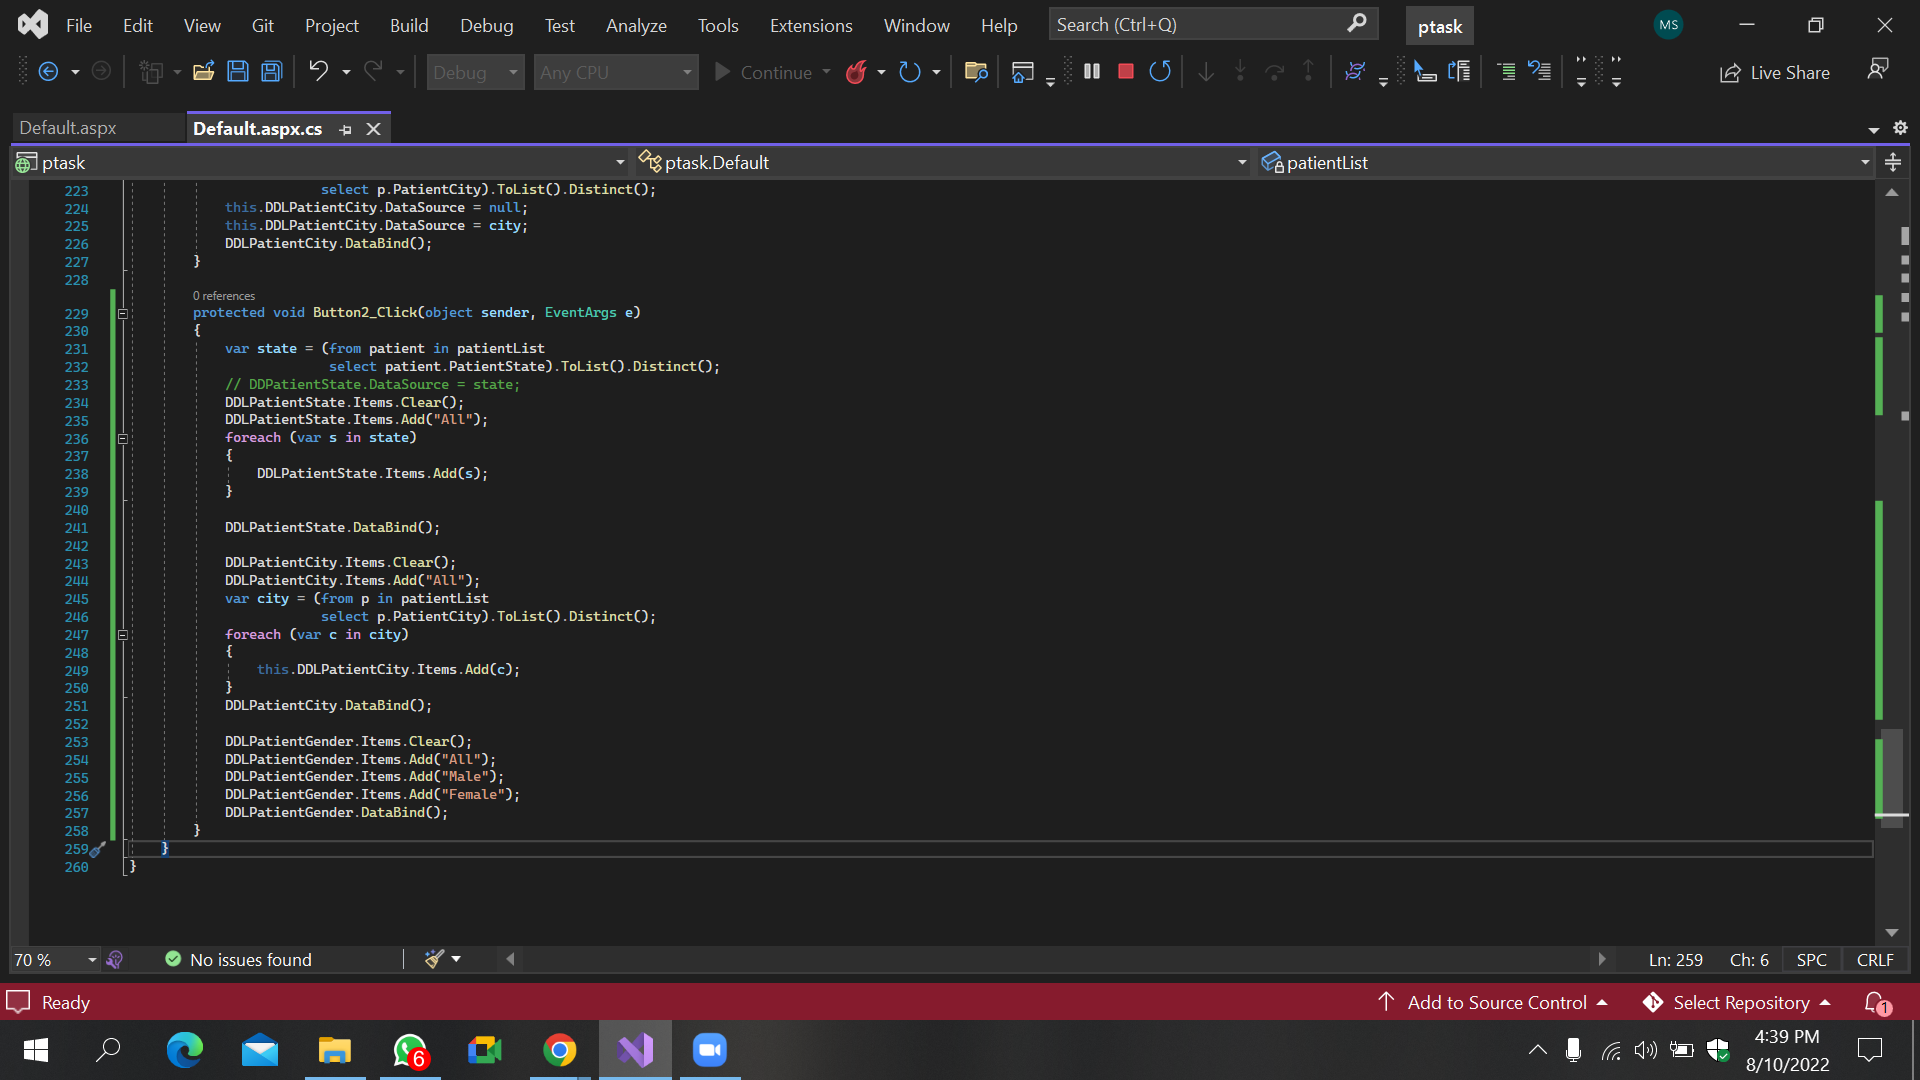 File Edit View Git Project Build Debug Test Analyze Tools Extensions Window Help Search (Ctrl+Q) ptask MS
Debug Any CPU Continue Live Share
Default.aspx Default.aspx.cs
ptask ptask.Default patientList
223 select p.PatientCity).ToList().Distinct();
224 this.DDLPatientCity.DataSource = null;
225 this.DDLPatientCity.DataSource = city;
226 DDLPatientCity.DataBind();
227 }
228
0 references
229 protected void Button2_Click(object sender, EventArgs e)
230 {
231 var state = (from patient in patientList
232 select patient.PatientState).ToList().Distinct();
233 // DDPatientState.DataSource = state;
234 DDLPatientState.Items.Clear();
235 DDLPatientState.Items.Add("All");
236 foreach (var s in state)
237 {
238 DDLPatientState.Items.Add(s);
239 }
240
241 DDLPatientState.DataBind();
242
243 DDLPatientCity.Items.Clear();
244 DDLPatientCity.Items.Add("All");
245 var city = (from p in patientList
246 select p.PatientCity).ToList().Distinct();
247 foreach (var c in city)
248 {
249 this.DDLPatientCity.Items.Add(c);
250 }
251 DDLPatientCity.DataBind();
252
253 DDLPatientGender.Items.Clear();
254 DDLPatientGender.Items.Add("All");
255 DDLPatientGender.Items.Add("Male");
256 DDLPatientGender.Items.Add("Female");
257 DDLPatientGender.DataBind();
258 }
259 }
260 }
70 % No issues found Ln: 259 Ch: 6 SPC CRLF
Ready Add to Source Control Select Repository 1
6 4:39 PM
8/10/2022